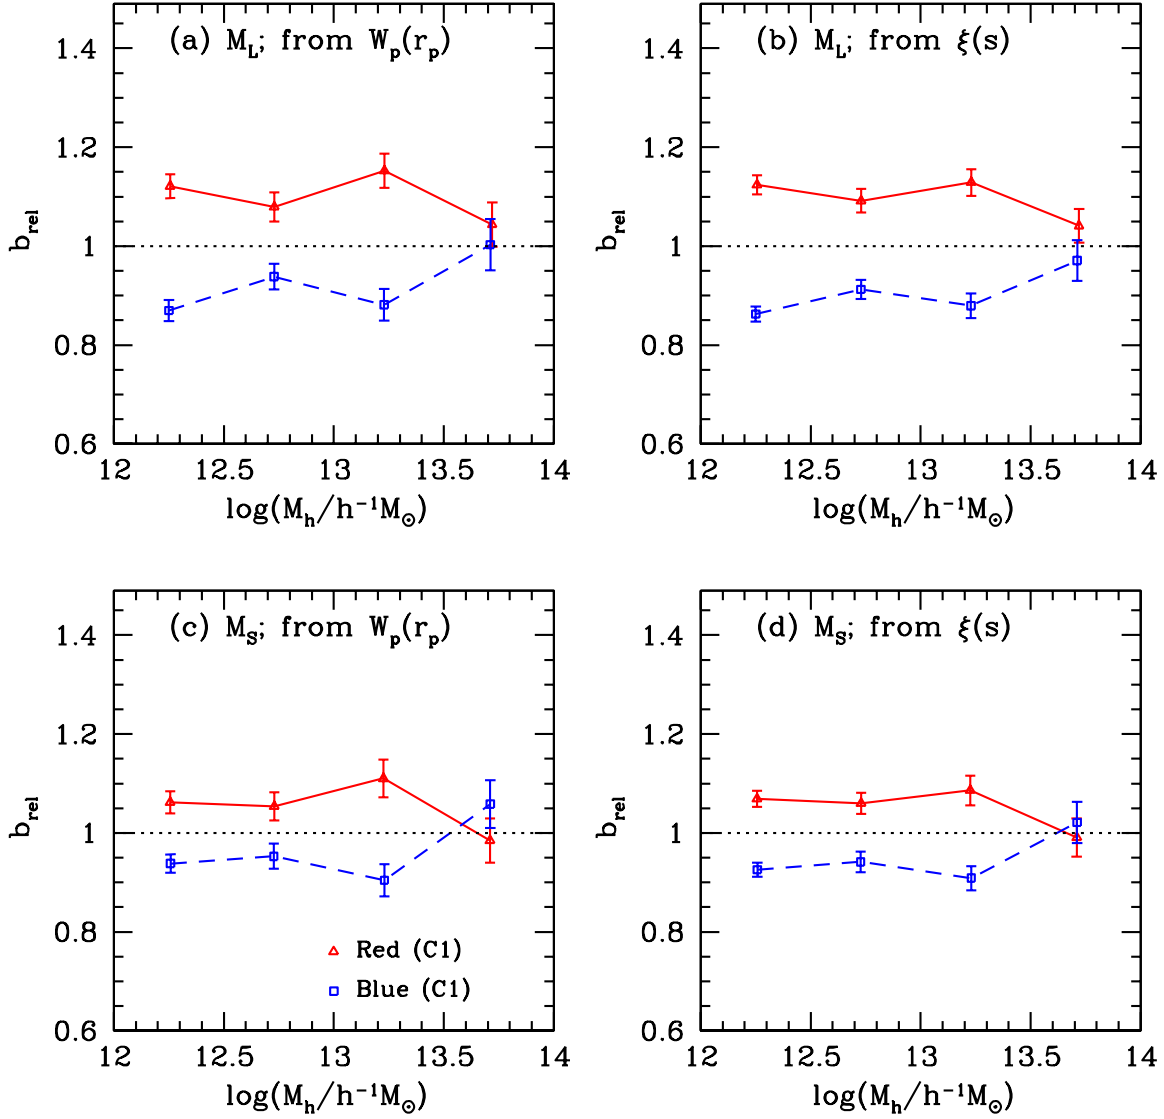 (a) M_L; from W_p(r_p)
1.4
1.2
1
0.8
0.6
b_rel
12 12.5 13 13.5 14
log(M_h/h⁻¹M_⊙)
(b) M_L; from ξ(s)
1.4
1.2
1
0.8
0.6
b_rel
12 12.5 13 13.5 14
log(M_h/h⁻¹M_⊙)
(c) M_S; from W_p(r_p)
1.4
1.2
1
0.8
0.6
b_rel
Red (C1)
Blue (C1)
12 12.5 13 13.5 14
log(M_h/h⁻¹M_⊙)
(d) M_S; from ξ(s)
1.4
1.2
1
0.8
0.6
b_rel
12 12.5 13 13.5 14
log(M_h/h⁻¹M_⊙)